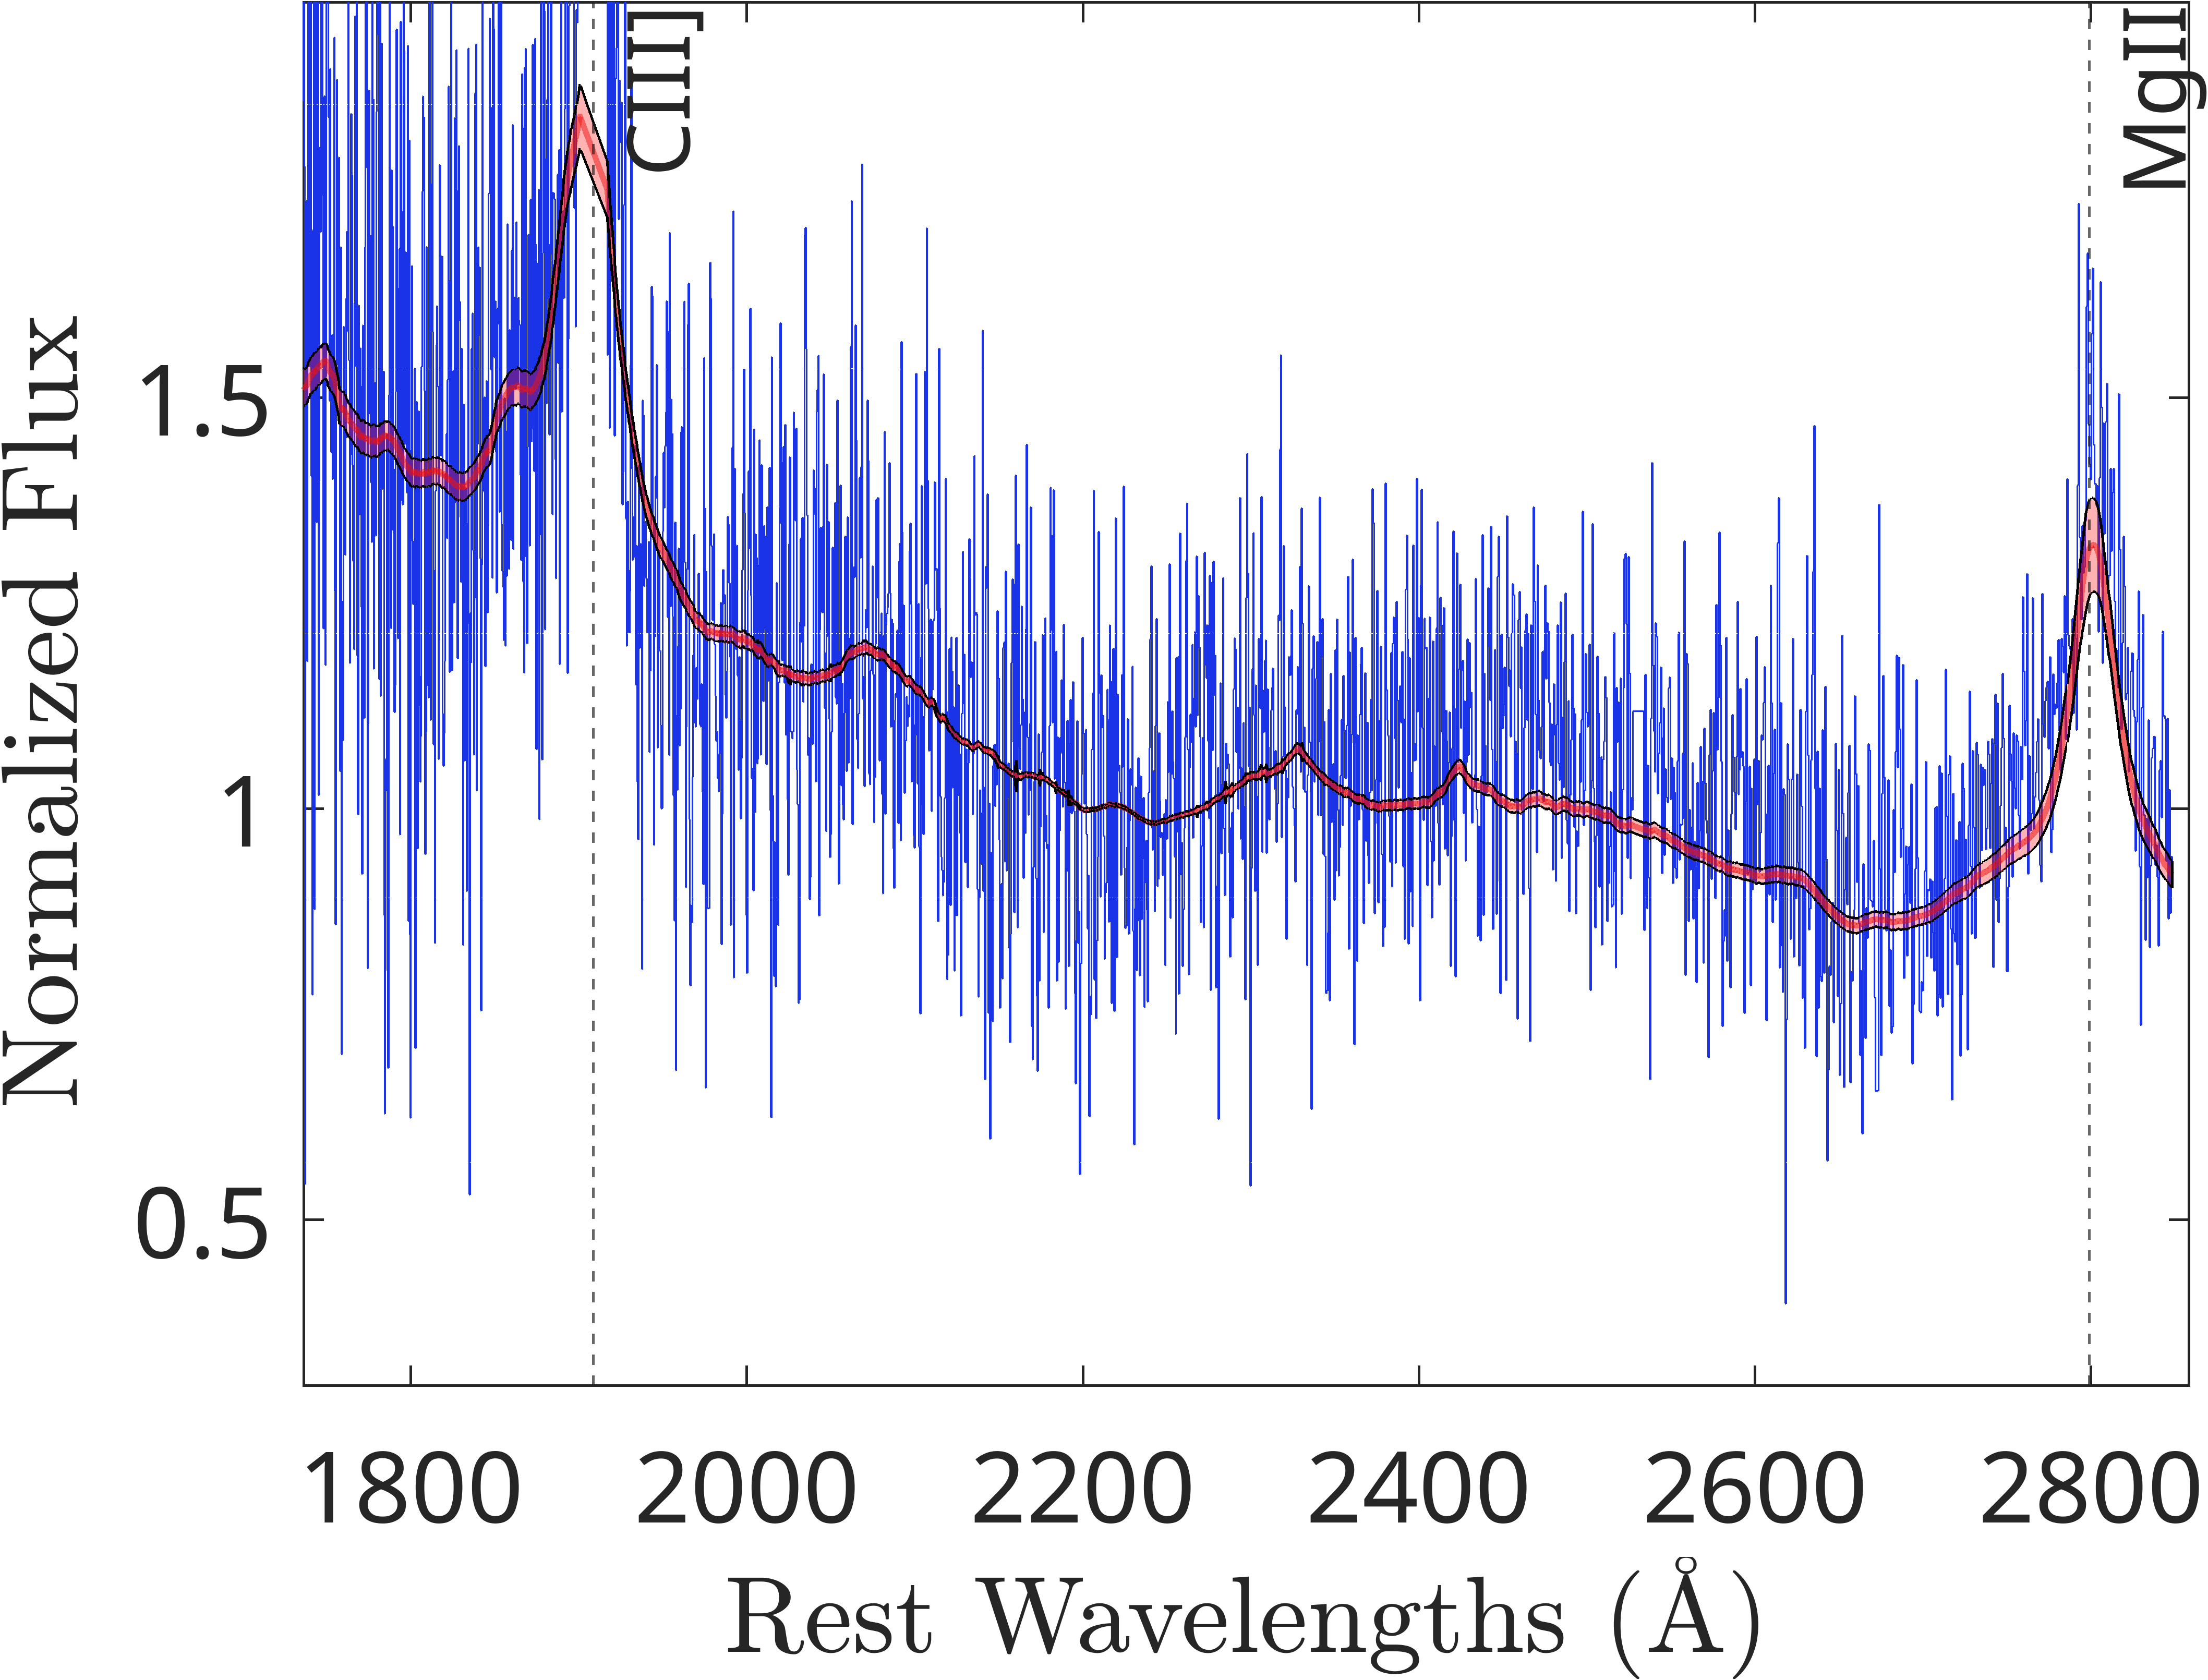 CIII]
MgII
Normalized Flux
1.5
1
0.5
1800 2000 2200 2400 2600 2800
Rest Wavelengths (Å)